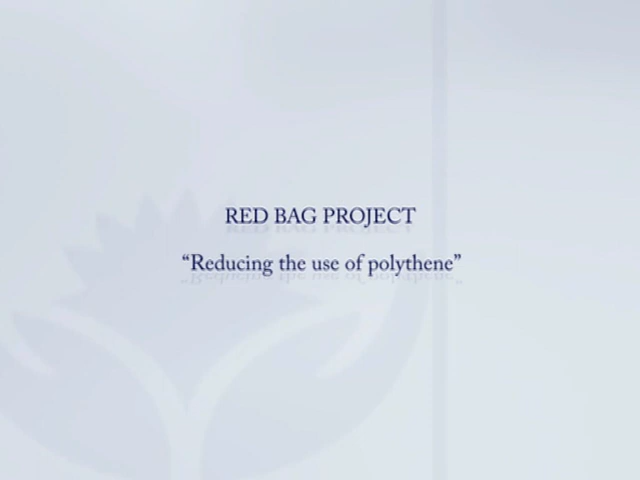 RED BAG PROJECT
“Reducing the use of polythene”